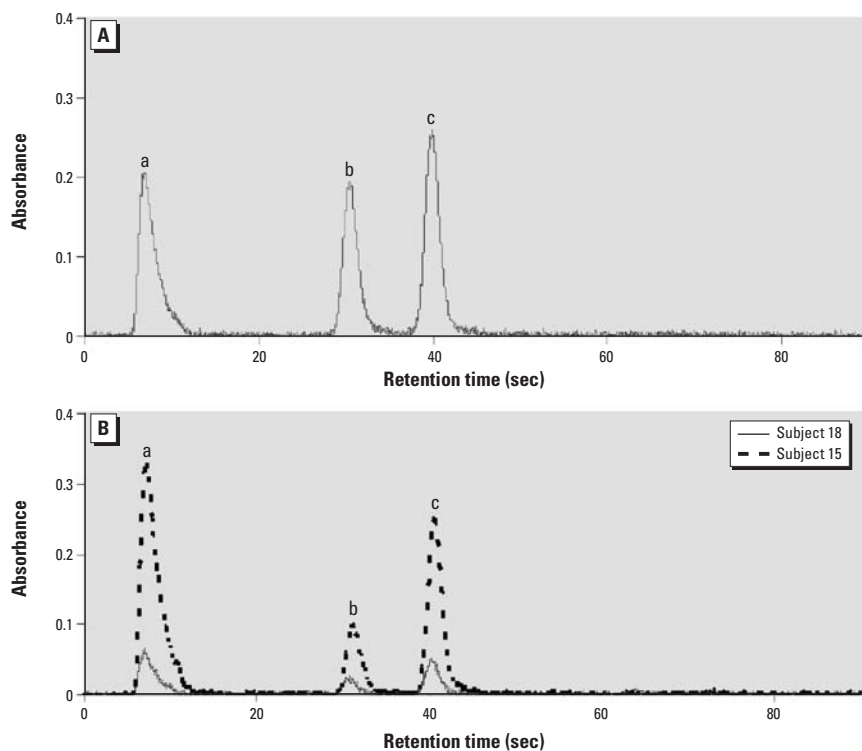 A
0.4
0.3
0.2
0.1
0
Absorbance
a
b
c
0 20 40 60 80
Retention time (sec)
B
0.4
0.3
0.2
0.1
0
Absorbance
a
b
c
Subject 18
Subject 15
0 20 40 60 80
Retention time (sec)